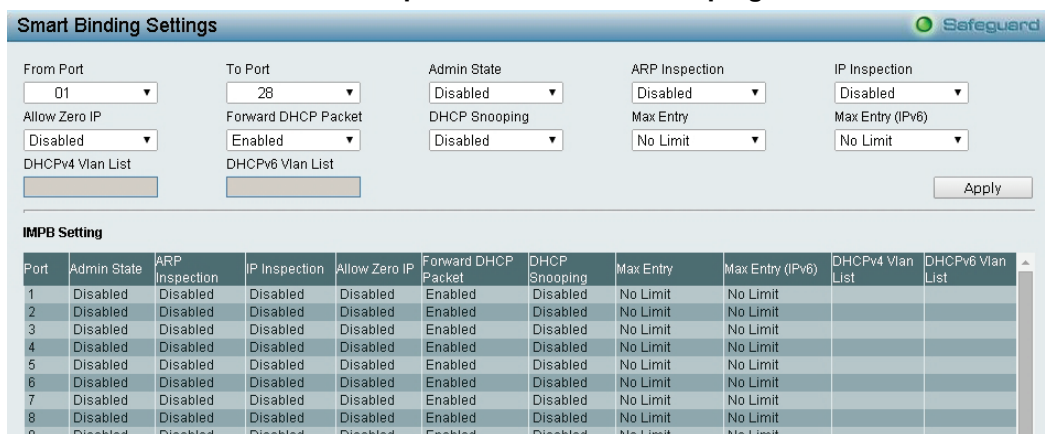 Smart Binding Settings
Safeguard
From Port To Port Admin State ARP Inspection IP Inspection
01 28 Disabled Disabled Disabled
Allow Zero IP Forward DHCP Packet DHCP Snooping Max Entry Max Entry (IPv6)
Disabled Enabled Disabled No Limit No Limit
DHCPv4 Vlan List DHCPv6 Vlan List
Apply
IMPB Setting
Port Admin State ARP Inspection IP Inspection Allow Zero IP Forward DHCP Packet DHCP Snooping Max Entry Max Entry (IPv6) DHCPv4 Vlan List DHCPv6 Vlan List
1 Disabled Disabled Disabled Disabled Enabled Disabled No Limit No Limit
2 Disabled Disabled Disabled Disabled Enabled Disabled No Limit No Limit
3 Disabled Disabled Disabled Disabled Enabled Disabled No Limit No Limit
4 Disabled Disabled Disabled Disabled Enabled Disabled No Limit No Limit
5 Disabled Disabled Disabled Disabled Enabled Disabled No Limit No Limit
6 Disabled Disabled Disabled Disabled Enabled Disabled No Limit No Limit
7 Disabled Disabled Disabled Disabled Enabled Disabled No Limit No Limit
8 Disabled Disabled Disabled Disabled Enabled Disabled No Limit No Limit